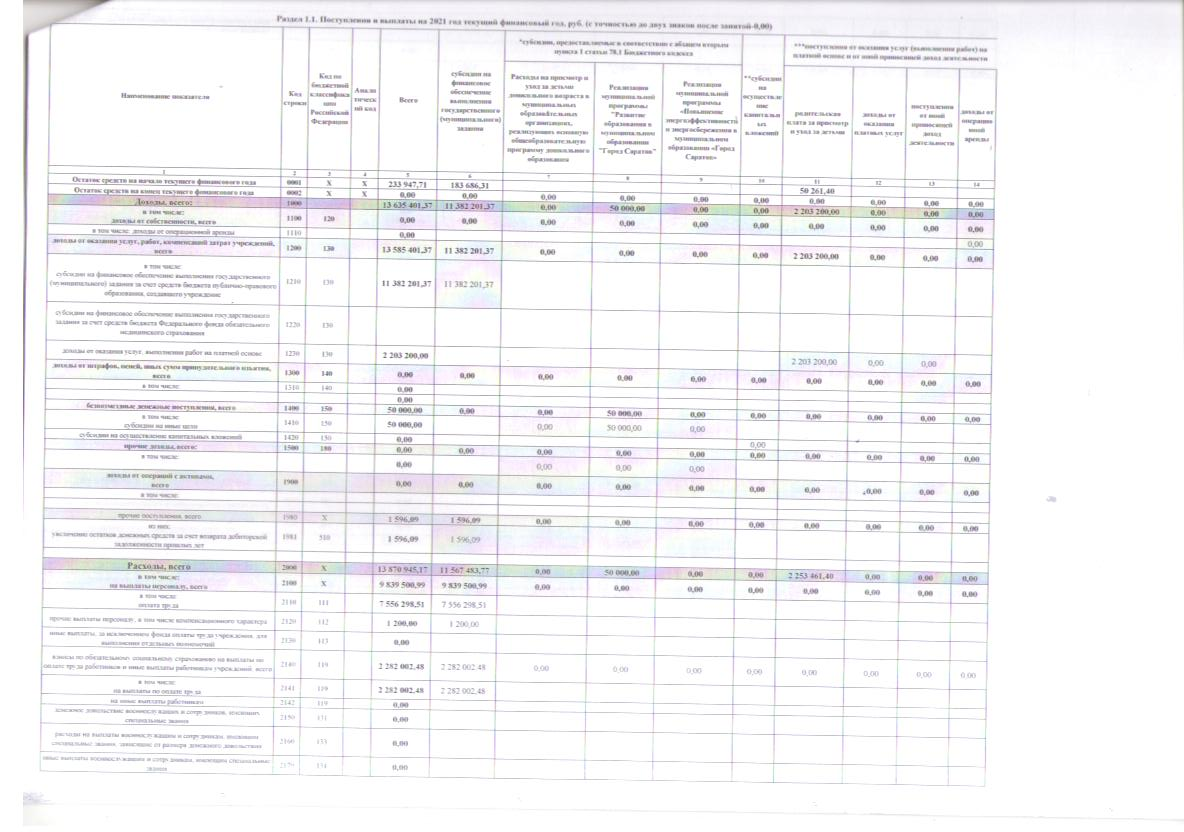 Раздел 1.1. Поступления и выплаты на 2021 год текущий финансовый год, руб. (с точностью до двух знаков после запятой-0,00)
Наименование показателя
Код строки
Код по бюджетной классификации Российской Федерации
Аналитический код
Всего
субсидии на финансовое обеспечение выполнения государственного (муниципального) задания
*субсидии, предоставляемые в соответствии с абзацем вторым пункта 1 статьи 78.1 Бюджетного кодекса
Расходы на присмотр и уход за детьми дошкольного возраста в муниципальных образовательных организациях, реализующих основную общеобразовательную программу дошкольного образования
Реализация муниципальной программы "Развитие образования в муниципальном образовании "Город Саратов"
Реализация муниципальной программы «Повышение энергоэффективности и энергосбережения в муниципальном образовании «Город Саратов»
**субсидии на осуществление капитальных вложений
***поступления от оказания услуг (выполнения работ) на платной основе и от иной приносящей доход деятельности
родительская плата за присмотр и уход за детьми
доходы от оказания платных услуг
поступления от иной приносящей доход деятельности
доходы от операционной аренды
1 2 3 4 5 6 7 8 9 10 11 12 13 14
Остаток средств на начало текущего финансового года 0001 X X 233 947,71 183 686,31 50 261,40
Остаток средств на конец текущего финансового года 0002 X X 0,00 0,00 0,00 0,00 0,00 0,00 0,00 0,00 0,00 0,00
Доходы, всего: 1000 13 635 401,37 11 382 201,37 0,00 50 000,00 0,00 0,00 2 203 200,00 0,00 0,00 0,00
в том числе:
доходы от собственности, всего 1100 120 0,00 0,00 0,00 0,00 0,00 0,00 0,00 0,00 0,00 0,00
в том числе: доходы от операционной аренды 1110 0,00 0,00
доходы от оказания услуг, работ, компенсаций затрат учреждений, всего 1200 130 13 585 401,37 11 382 201,37 0,00 0,00 0,00 0,00 2 203 200,00 0,00 0,00 0,00
в том числе:
субсидии на финансовое обеспечение выполнения государственного (муниципального) задания за счет средств бюджета публично-правового образования, создавшего учреждение 1210 130 11 382 201,37 11 382 201,37
субсидии на финансовое обеспечение выполнения государственного задания за счет средств бюджета Федерального фонда обязательного медицинского страхования 1220 130
доходы от оказания услуг, выполнения работ на платной основе 1230 130 2 203 200,00 2 203 200,00 0,00 0,00
доходы от штрафов, пеней, иных сумм принудительного изъятия, всего 1300 140 0,00 0,00 0,00 0,00 0,00 0,00 0,00 0,00 0,00 0,00
в том числе: 1310 140 0,00
0,00
безвозмездные денежные поступления, всего 1400 150 50 000,00 0,00 0,00 50 000,00 0,00 0,00 0,00 0,00 0,00 0,00
в том числе:
субсидии на иные цели 1410 150 50 000,00 0,00 50 000,00 0,00
субсидии на осуществление капитальных вложений 1420 150 0,00 0,00
прочие доходы, всего: 1500 180 0,00 0,00 0,00 0,00 0,00 0,00 0,00 0,00 0,00 0,00
в том числе: 0,00 0,00 0,00 0,00
доходы от операций с активами,
всего 1900 0,00 0,00 0,00 0,00 0,00 0,00 0,00 0,00 0,00 0,00
в том числе:
прочие поступления, всего 1980 X 1 596,09 1 596,09 0,00 0,00 0,00 0,00 0,00 0,00 0,00 0,00
из них:
увеличение остатков денежных средств за счет возврата дебиторской задолженности прошлых лет 1981 510 1 596,09 1 596,09
Расходы, всего 2000 X 13 870 945,17 11 567 483,77 0,00 50 000,00 0,00 0,00 2 253 461,40 0,00 0,00 0,00
в том числе:
на выплаты персоналу, всего 2100 X 9 839 500,99 9 839 500,99 0,00 0,00 0,00 0,00 0,00 0,00 0,00 0,00
в том числе:
оплата труда 2110 111 7 556 298,51 7 556 298,51
прочие выплаты персоналу, в том числе компенсационного характера 2120 112 1 200,00 1 200,00
иные выплаты, за исключением фонда оплаты труда учреждения, для выполнения отдельных полномочий 2130 113 0,00
взносы по обязательному социальному страхованию на выплаты по оплате труда работников и иные выплаты работникам учреждений, всего 2140 119 2 282 002,48 2 282 002,48 0,00 0,00 0,00 0,00 0,00 0,00 0,00 0,00
в том числе:
на выплаты по оплате труда 2141 119 2 282 002,48 2 282 002,48
на иные выплаты работникам 2142 119 0,00
денежное довольствие военнослужащих и сотрудников, имеющих специальные звания 2150 131 0,00
расходы на выплаты военнослужащим и сотрудникам, имеющим специальные звания, зависящие от размера денежного довольствия 2160 133 0,00
иные выплаты военнослужащим и сотрудникам, имеющим специальные звания 2170 134 0,00